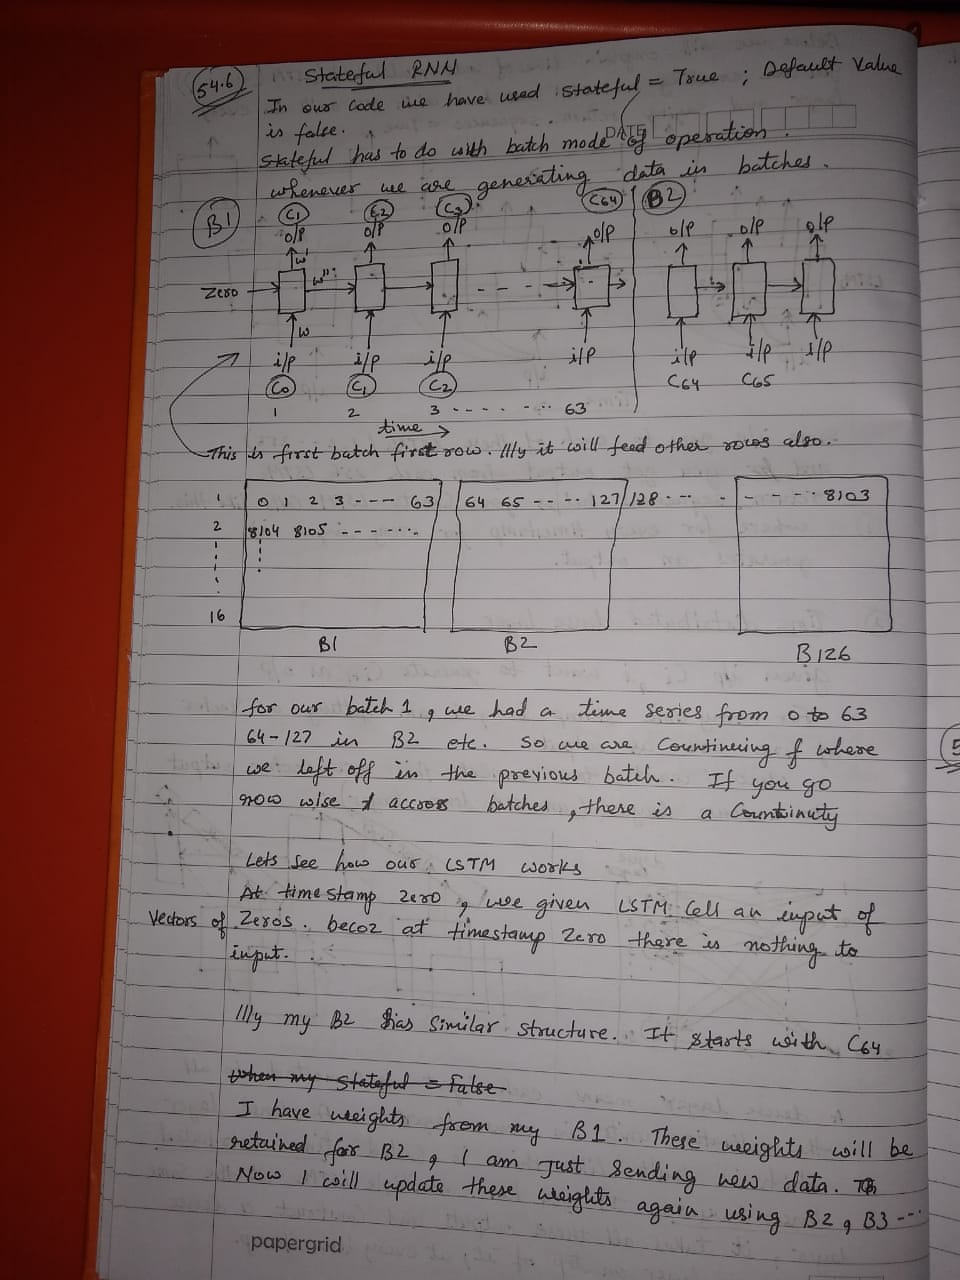 54.6
Stateful RNN
In our code we have used stateful = True ; Default Value
is false.
DATE
Stateful has to do with batch mode of operation.
whenever we are generating data in batches.
B1 C1 C2 C3 C64 B2
o/p o/p o/p o/p o/p o/p o/p
w'
w''
Zero - - - -
w
i/p i/p i/p i/p i/p i/p i/p
C0 C1 C2 C64 C65
1 2 3 - - - - - - 63
time →
This is first batch first row. Illy it will feed other rows also.
1 0 1 2 3 - - - 63 64 65 - - - - 127 128 - - - - - - - 8103
2 8104 8105 - - - - - -
16
B1 B2 B126
for our batch 1, we had a time series from 0 to 63
64-127 in B2 etc. So we are Countinuing f where
we left off in the previous batch. If you go
row wise & accross batches, there is a Countinuty
Lets see how our LSTM works
At time stamp zero, we given LSTM Cell an input of
Vectors of Zeros. becoz at timestamp Zero there is nothing to
input.
Illy my B2 has Similar structure. It starts with C64
When my stateful = False
I have weights from my B1. These weights will be
retained for B2, I am just sending new data.
Now I will update these weights again using B2, B3 ---
papergrid